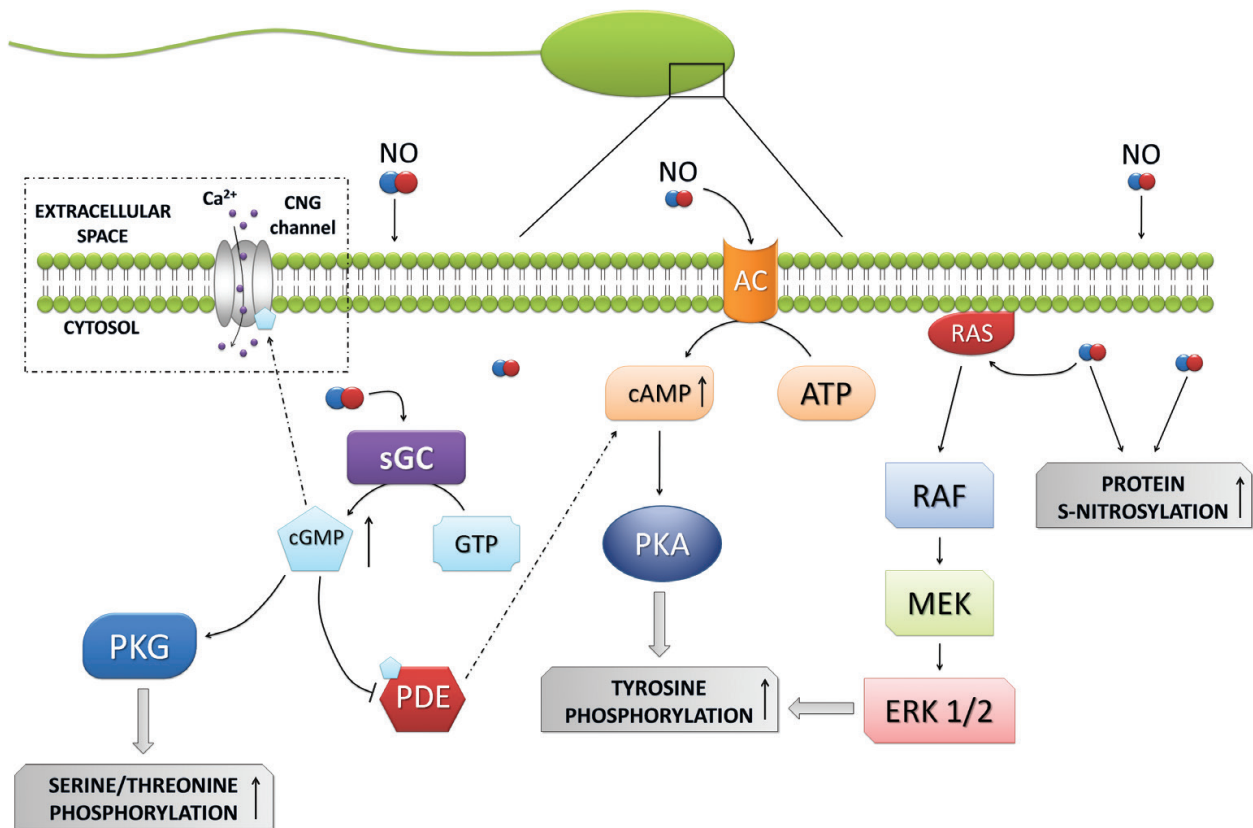 NO
NO
NO
Ca²⁺
CNG
channel
EXTRACELLULAR
SPACE
AC
CYTOSOL
RAS
cAMP
ATP
sGC
RAF
PROTEIN
S-NITROSYLATION
cGMP
GTP
PKA
MEK
PKG
PDE
TYROSINE
PHOSPHORYLATION
ERK 1/2
SERINE/THREONINE
PHOSPHORYLATION